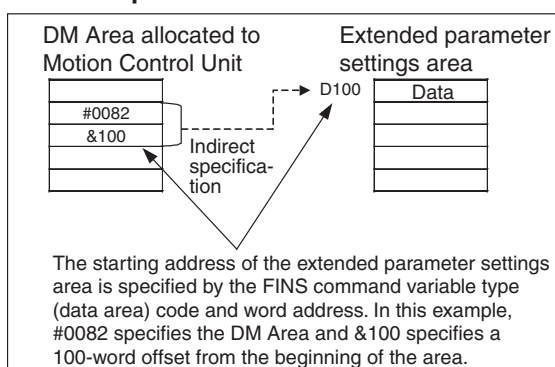 DM Area allocated to
Motion Control Unit
Extended parameter
settings area
#0082
&100
Indirect
specifica-
tion
D100
Data
The starting address of the extended parameter settings
area is specified by the FINS command variable type
(data area) code and word address. In this example,
#0082 specifies the DM Area and &100 specifies a
100-word offset from the beginning of the area.